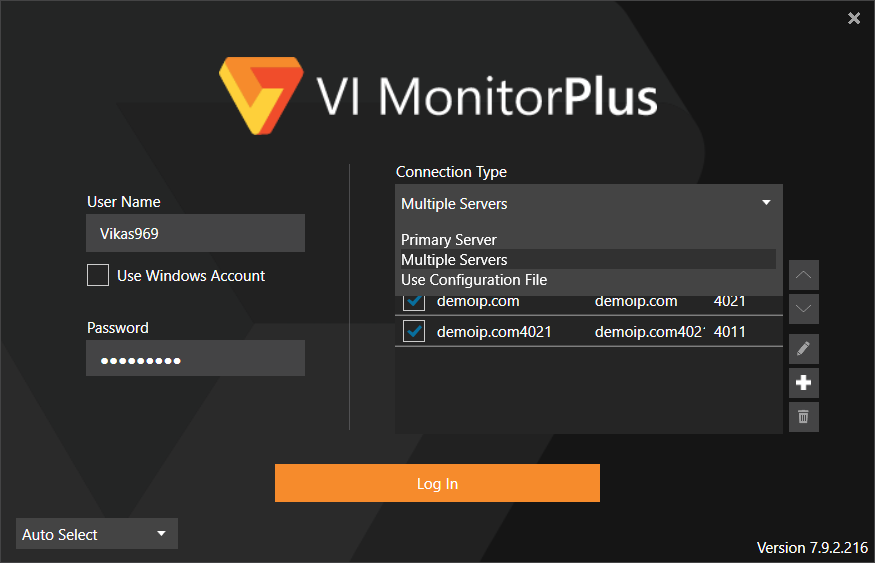 VI MonitorPlus
User Name
Vikas969
Use Windows Account
Password
●●●●●●●●●
Connection Type
Multiple Servers
Primary Server
Multiple Servers
Use Configuration File
demoip.com demoip.com 4021
demoip.com4021 demoip.com402 4011
Log In
Auto Select
Version 7.9.2.216